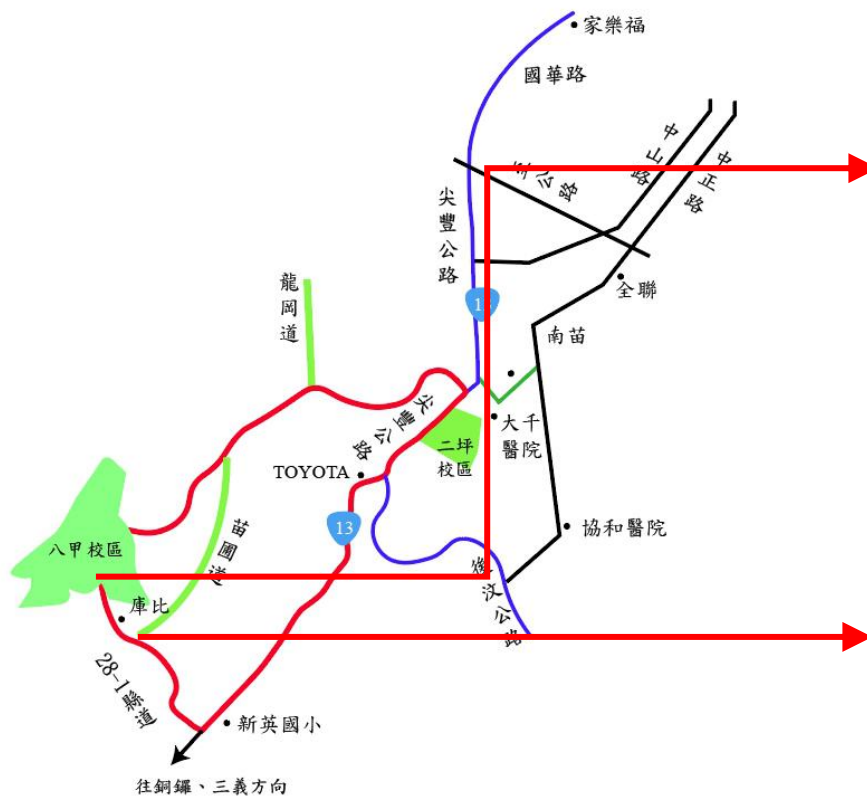 家樂福
國華路
中山路
中正路
公路
尖豐公路
全聯
龍岡道
南苗
尖豐公路
大千
醫院
二坪
校區
TOYOTA
13
協和醫院
苗圃道
八甲校區
後汶公路
庫比
28-1縣道
新英國小
往銅鑼、三義方向